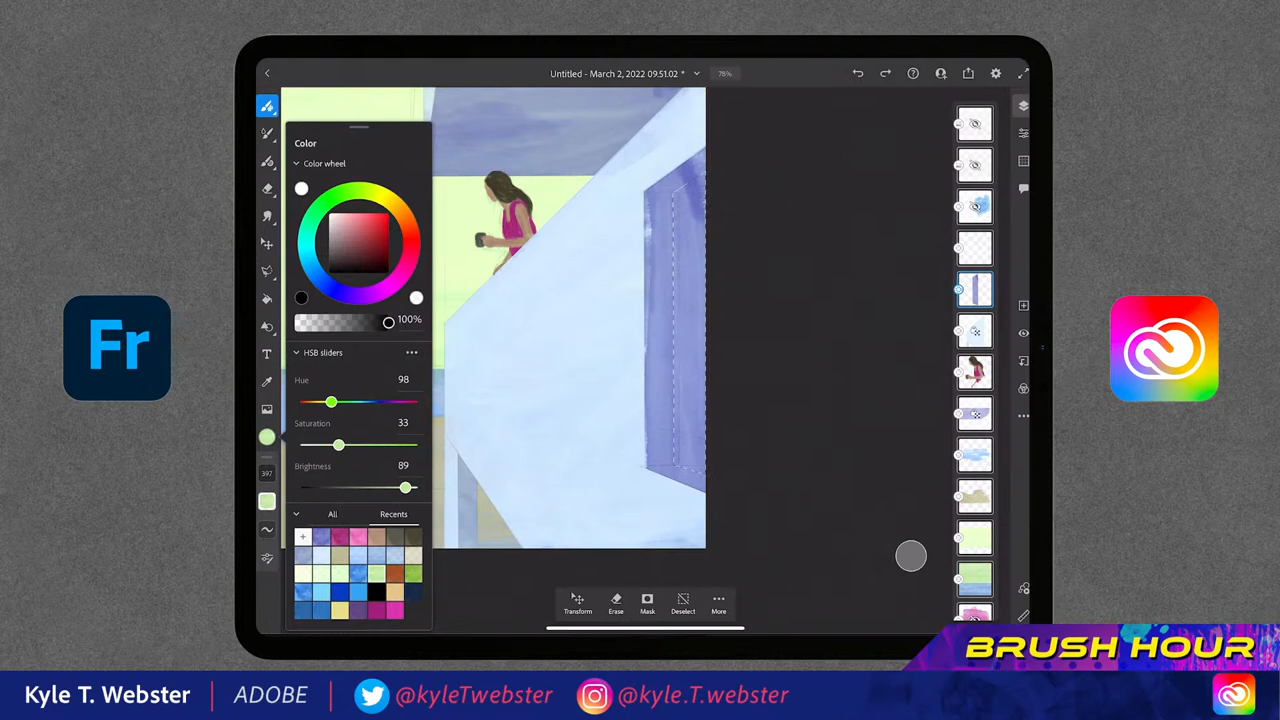 Untitled - March 2, 2022 09.51.02 *
78%
Color
Color wheel
100%
HSB sliders
Hue 98
Saturation 33
Brightness 89
All Recents
397
T
Transform Erase Mask Deselect More
Fr
BRUSH HOUR
Kyle T. Webster | ADOBE | @kyleTwebster @kyle.T.webster